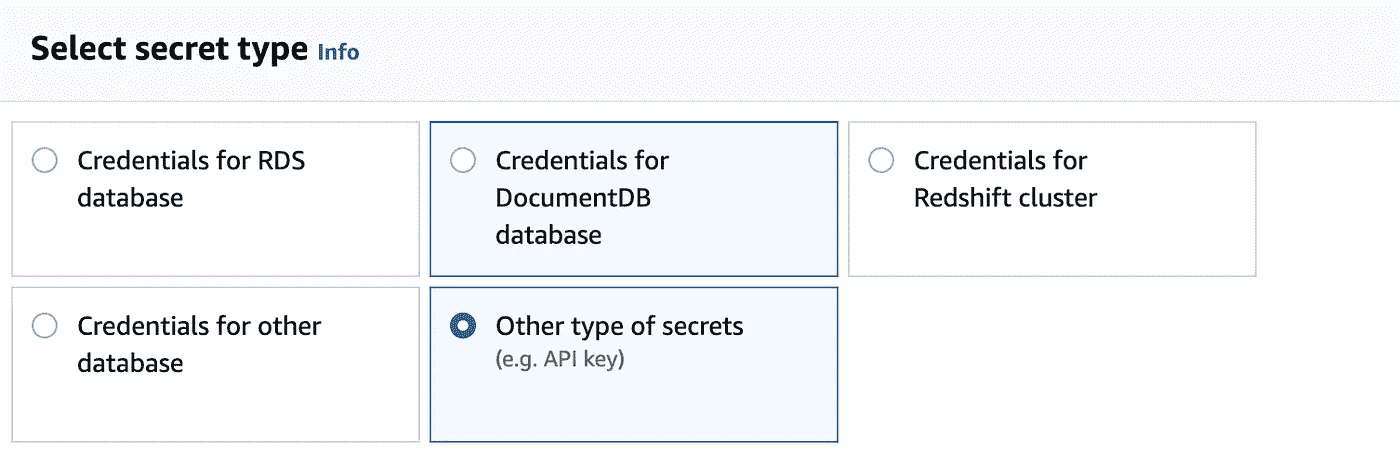 Select secret type Info
Credentials for RDS
database
Credentials for
DocumentDB
database
Credentials for
Redshift cluster
Credentials for other
database
Other type of secrets
(e.g. API key)